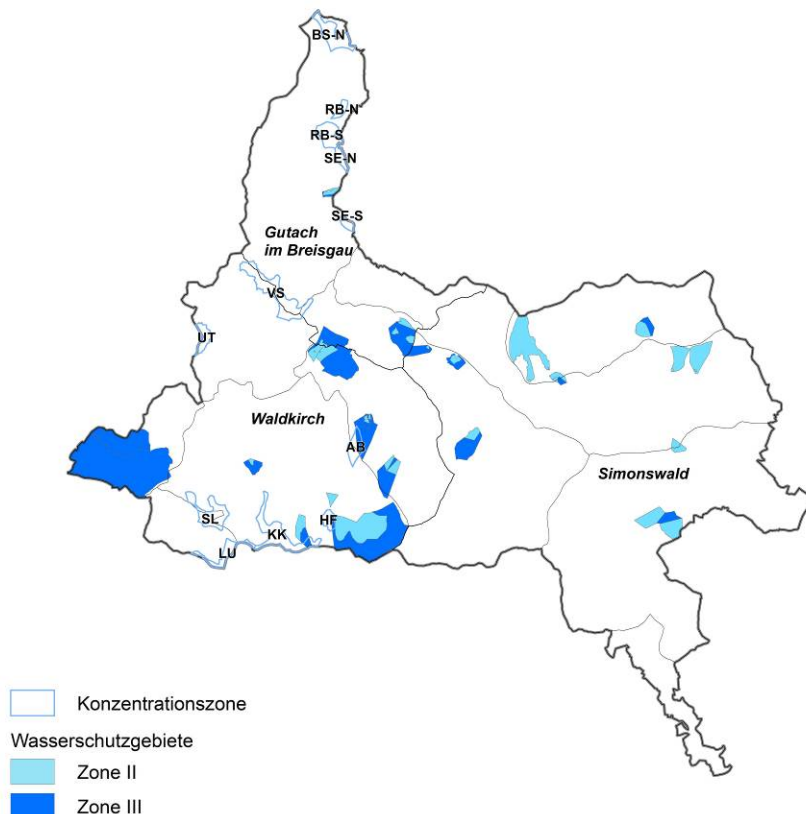 BS-N
RB-N
RB-S
SE-N
SE-S
Gutach
im Breisgau
VS
UT
Waldkirch
AB
Simonswald
SL
HF
KK
LU
Konzentrationszone
Wasserschutzgebiete
Zone II
Zone III